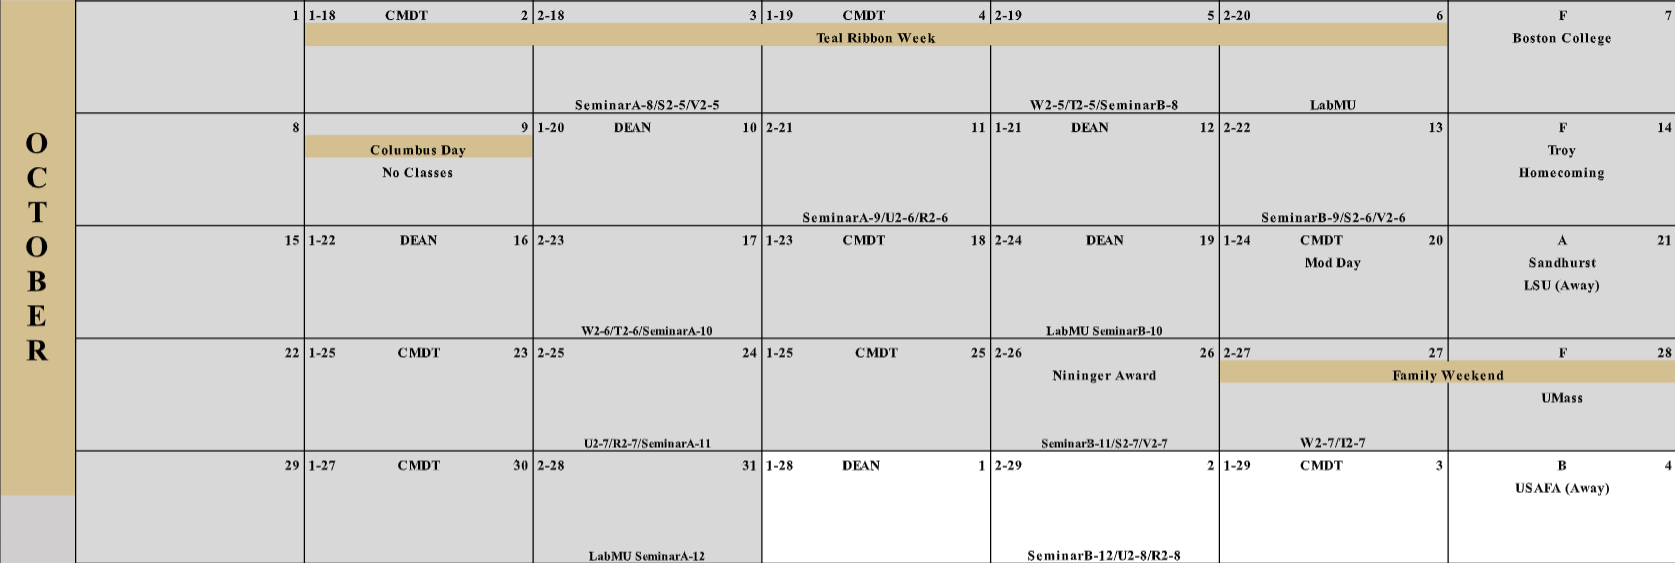 OCTOBER
1 1-18 CMDT 2 2-18 3 1-19 CMDT 4 2-19 5 2-20 6 F 7
Teal Ribbon Week Boston College
SeminarA-8/S2-5/V2-5 W2-5/T2-5/SeminarB-8 LabMU
8 9 1-20 DEAN 10 2-21 11 1-21 DEAN 12 2-22 13 F 14
Columbus Day Troy
No Classes Homecoming
SeminarA-9/U2-6/R2-6 SeminarB-9/S2-6/V2-6
15 1-22 DEAN 16 2-23 17 1-23 CMDT 18 2-24 DEAN 19 1-24 CMDT 20 A 21
Mod Day Sandhurst
LSU (Away)
W2-6/T2-6/SeminarA-10 LabMU SeminarB-10
22 1-25 CMDT 23 2-25 24 1-25 CMDT 25 2-26 26 2-27 27 F 28
Nininger Award Family Weekend
UMass
U2-7/R2-7/SeminarA-11 SeminarB-11/S2-7/V2-7 W2-7/T2-7
29 1-27 CMDT 30 2-28 31 1-28 DEAN 1 2-29 2 1-29 CMDT 3 B 4
USAFA (Away)
LabMU SeminarA-12 SeminarB-12/U2-8/R2-8